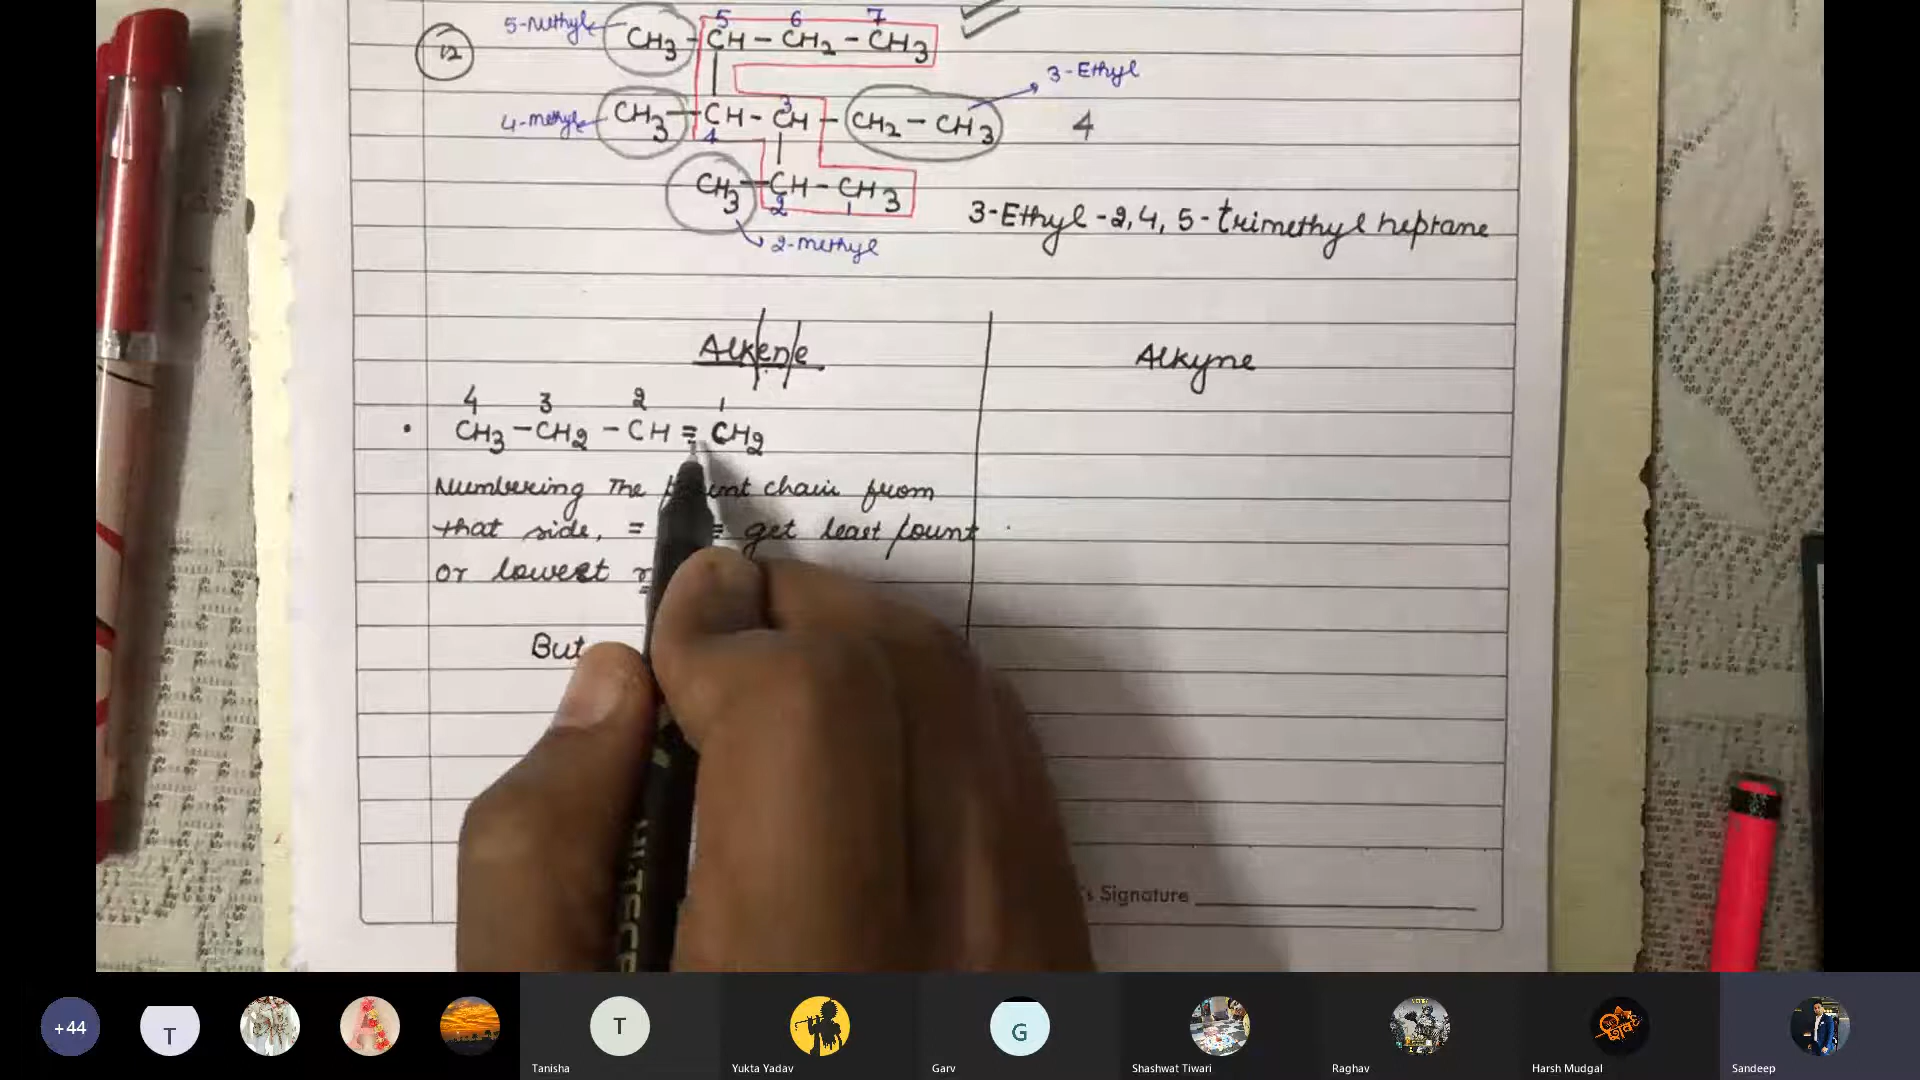 5-Methyl CH3 - CH - CH2 - CH3
5 6 7
12
3-Ethyl
4-methyl CH3 - CH - CH - CH2 - CH3 4
4 3
CH3 - CH - CH3
2 1
2-methyl
3-Ethyl-2,4,5-trimethyl heptane
Alkene
Alkyne
4 3 2 1
• CH3 - CH2 - CH = CH2
Numbering The chain from
that side, = get least count
or lowest
But
's Signature
+44
T
T
G
Tanisha
Yukta Yadav
Garv
Shashwat Tiwari
Raghav
Harsh Mudgal
Sandeep